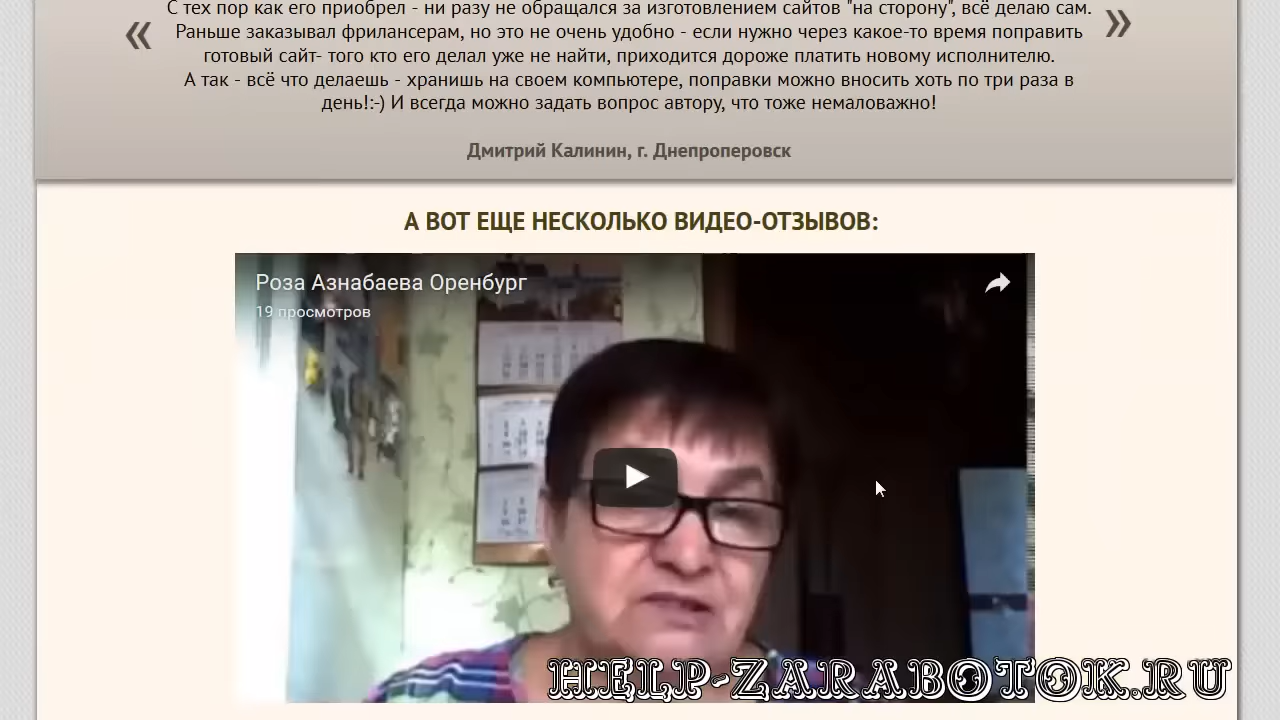 С тех пор как его приобрел - ни разу не обращался за изготовлением сайтов "на сторону", всё делаю сам.
Раньше заказывал фрилансерам, но это не очень удобно - если нужно через какое-то время поправить
готовый сайт- того кто его делал уже не найти, приходится дороже платить новому исполнителю.
А так - всё что делаешь - хранишь на своем компьютере, поправки можно вносить хоть по три раза в
день!:-) И всегда можно задать вопрос автору, что тоже немаловажно!
Дмитрий Калинин, г. Днепроперовск
А ВОТ ЕЩЕ НЕСКОЛЬКО ВИДЕО-ОТЗЫВОВ:
Роза Азнабаева Оренбург
19 просмотров
HELP-ZARABOTOK.RU